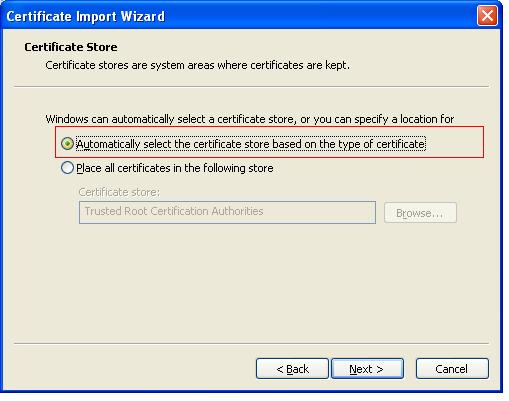 Certificate Import Wizard
Certificate Store
Certificate stores are system areas where certificates are kept.
Windows can automatically select a certificate store, or you can specify a location for
Automatically select the certificate store based on the type of certificate
Place all certificates in the following store
Certificate store:
Trusted Root Certification Authorities
Browse...
< Back
Next >
Cancel